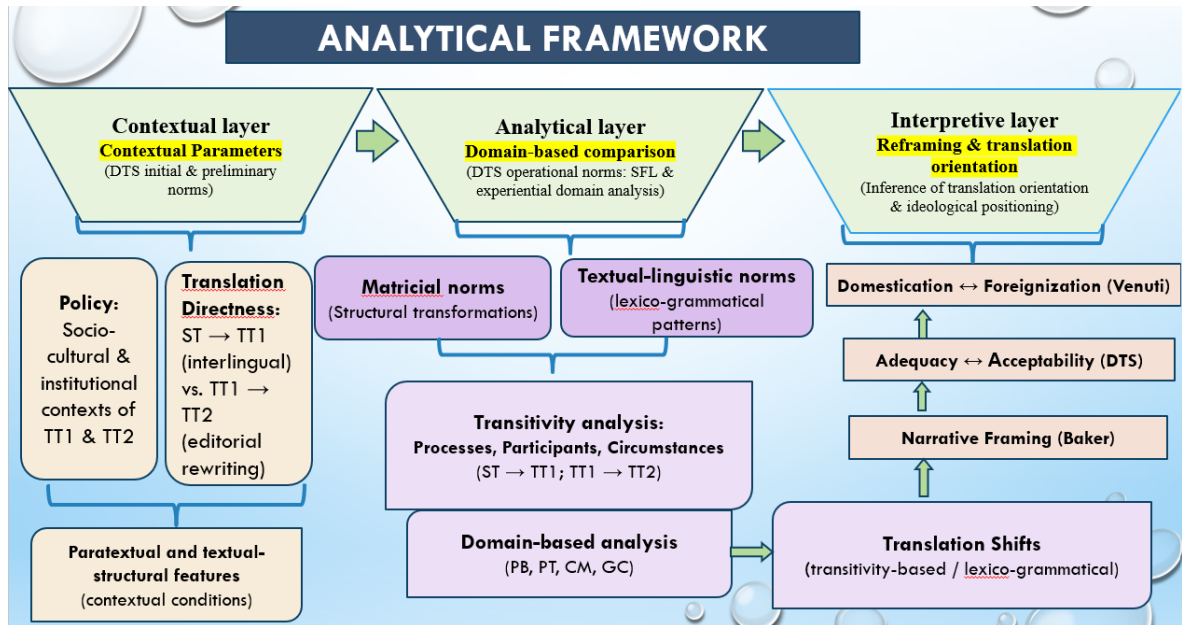 ANALYTICAL FRAMEWORK
Contextual layer
Contextual Parameters
(DTS initial & preliminary
norms)
Analytical layer
Domain-based comparison
(DTS operational norms: SFL &
experiential domain analysis)
Interpretive layer
Reframing & translation
orientation
(Inference of translation orientation
& ideological positioning)
Policy:
Socio-
cultural &
institutional
contexts of
TT1 & TT2
Translation
Directness:
ST → TT1
(interlingual)
vs. TT1 →
TT2
(editorial
rewriting)
Paratextual and textual-
structural features
(contextual conditions)
Matricial norms
(Structural transformations)
Textual-linguistic norms
(lexico-grammatical
patterns)
Transitivity analysis:
Processes, Participants, Circumstances
(ST → TT1; TT1 → TT2)
Domain-based analysis
(PB, PT, CM, GC)
Domestication ↔ Foreignization (Venuti)
Adequacy ↔ Acceptability (DTS)
Narrative Framing (Baker)
Translation Shifts
(transitivity-based / lexico-grammatical)